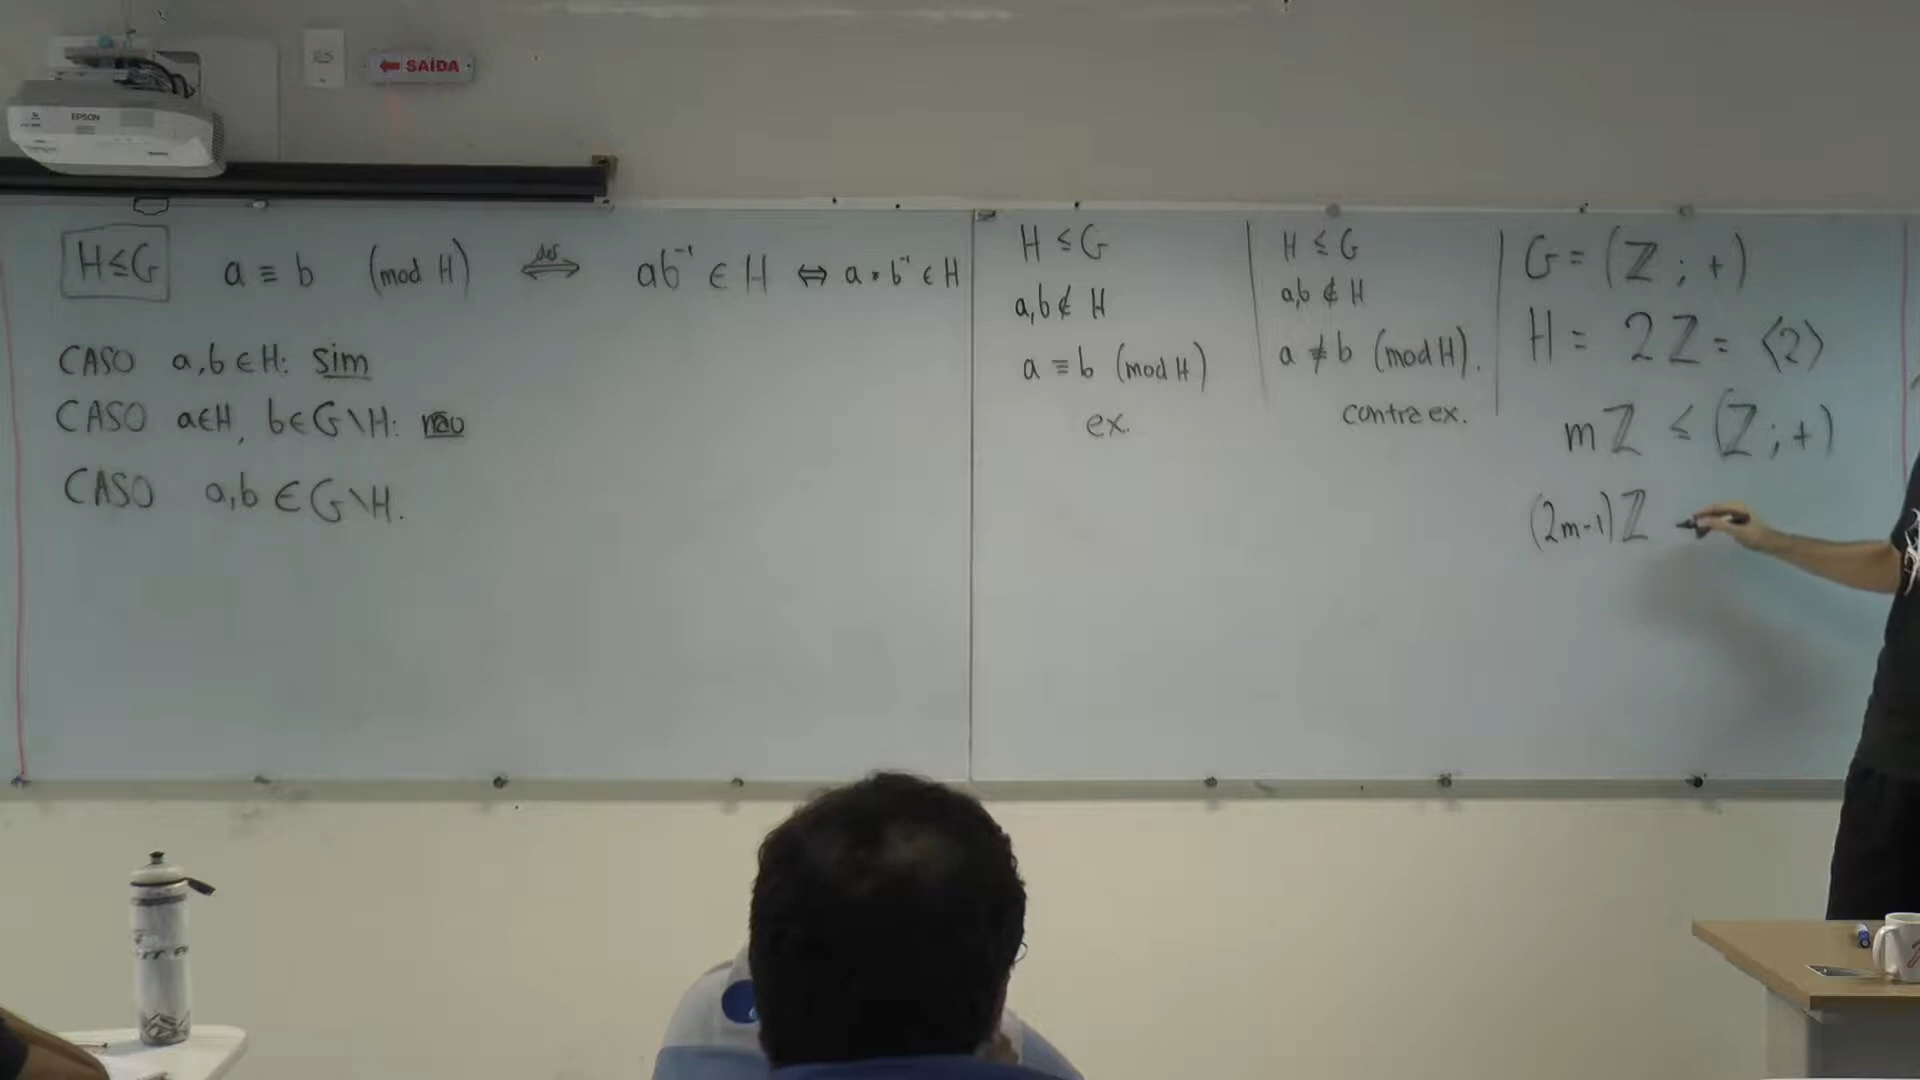 EPSON
← SAÍDA
H≤G a ≡ b (mod H) ⟺ def ab⁻¹ ∈ H ⇔ a * b⁻¹ ∈ H
CASO a,b ∈ H: sim
CASO a∈H, b∈G\H: não
CASO a,b ∈ G\H.
H ≤ G
a,b ∉ H
a ≡ b (mod H)
ex.
H ≤ G
a,b ∉ H
a ≢ b (mod H).
contra ex.
G = (ℤ ; +)
H = 2ℤ = ⟨2⟩
mℤ ≤ (ℤ ; +)
(2m-1)ℤ